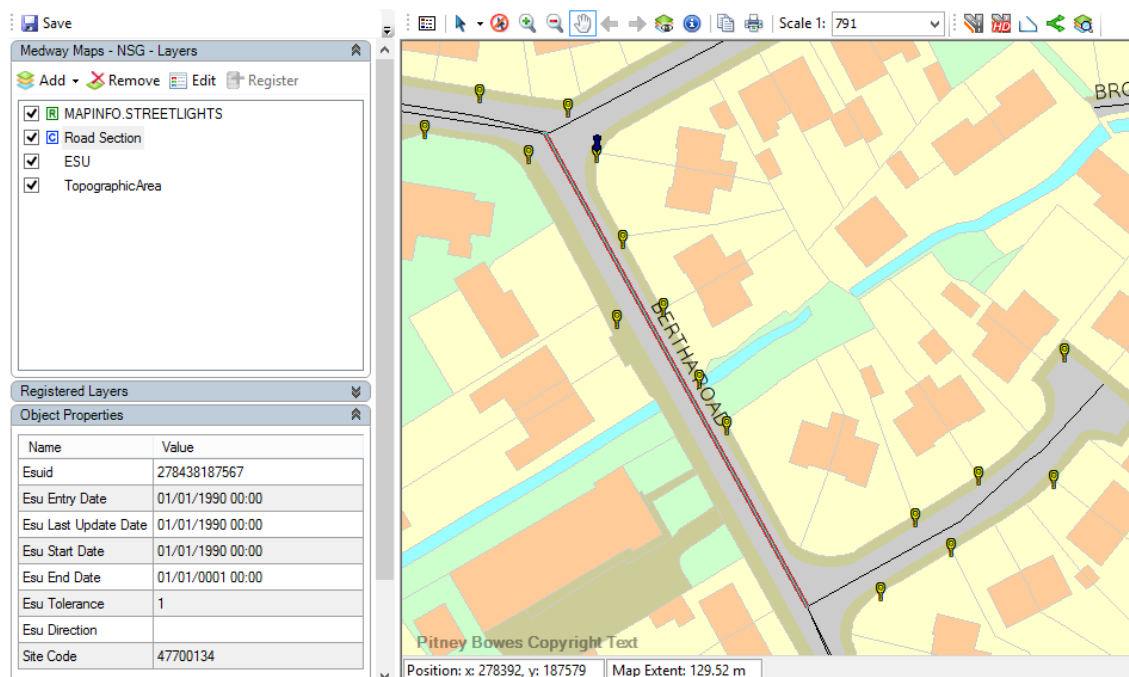 Save
Scale 1: 791
HD
Medway Maps - NSG - Layers
Add Remove Edit Register
R MAPINFO.STREETLIGHTS
C Road Section
ESU
TopographicArea
Registered Layers
Object Properties
Name Value
Esuid 278438187567
Esu Entry Date 01/01/1990 00:00
Esu Last Update Date 01/01/1990 00:00
Esu Start Date 01/01/1990 00:00
Esu End Date 01/01/0001 00:00
Esu Tolerance 1
Esu Direction
Site Code 47700134
BRO
BERTHA ROAD
Pitney Bowes Copyright Text
Position: x: 278392, y: 187579 Map Extent: 129.52 m